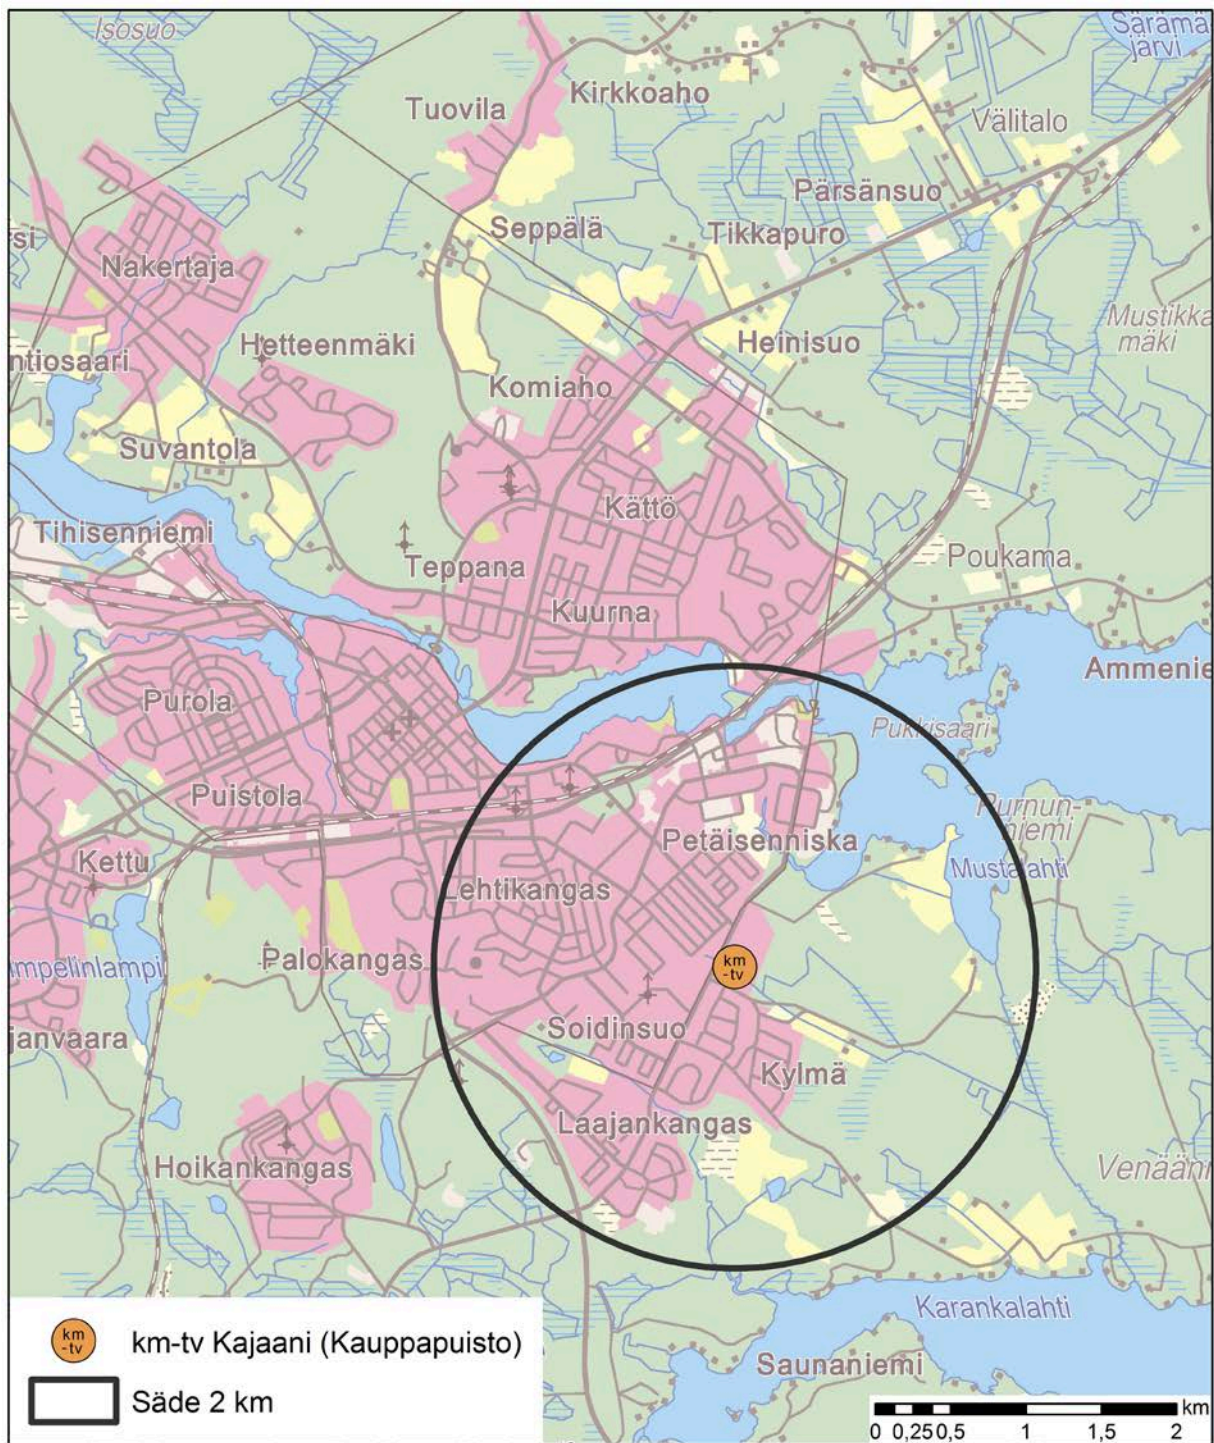 Isosuo
Särämä-
järvi
Tuovila
Kirkkoaho
Välitalo
Pärsänsuo
Seppälä
Tikkapuro
rsi
Nakertaja
Mustikka
mäki
Hetteenmäki
Heinisuo
ntiosaari
Komiaho
Suvantola
Kättö
Tihisenniemi
Poukama
Teppana
Kuurna
Ammenie
Purola
Pukkisaari
Puistola
Purnun-
niemi
Petäisenniska
Kettu
Mustalahti
Lehtikangas
Palokangas
impelinlampi
km
-tv
Soidinsuo
janvaara
Kylmä
Laajankangas
Hoikankangas
Venään
Karankalahti
Saunaniemi
km
-tv
km-tv Kajaani (Kauppapuisto)
Säde 2 km
km
0 0,25 0,5 1 1,5 2